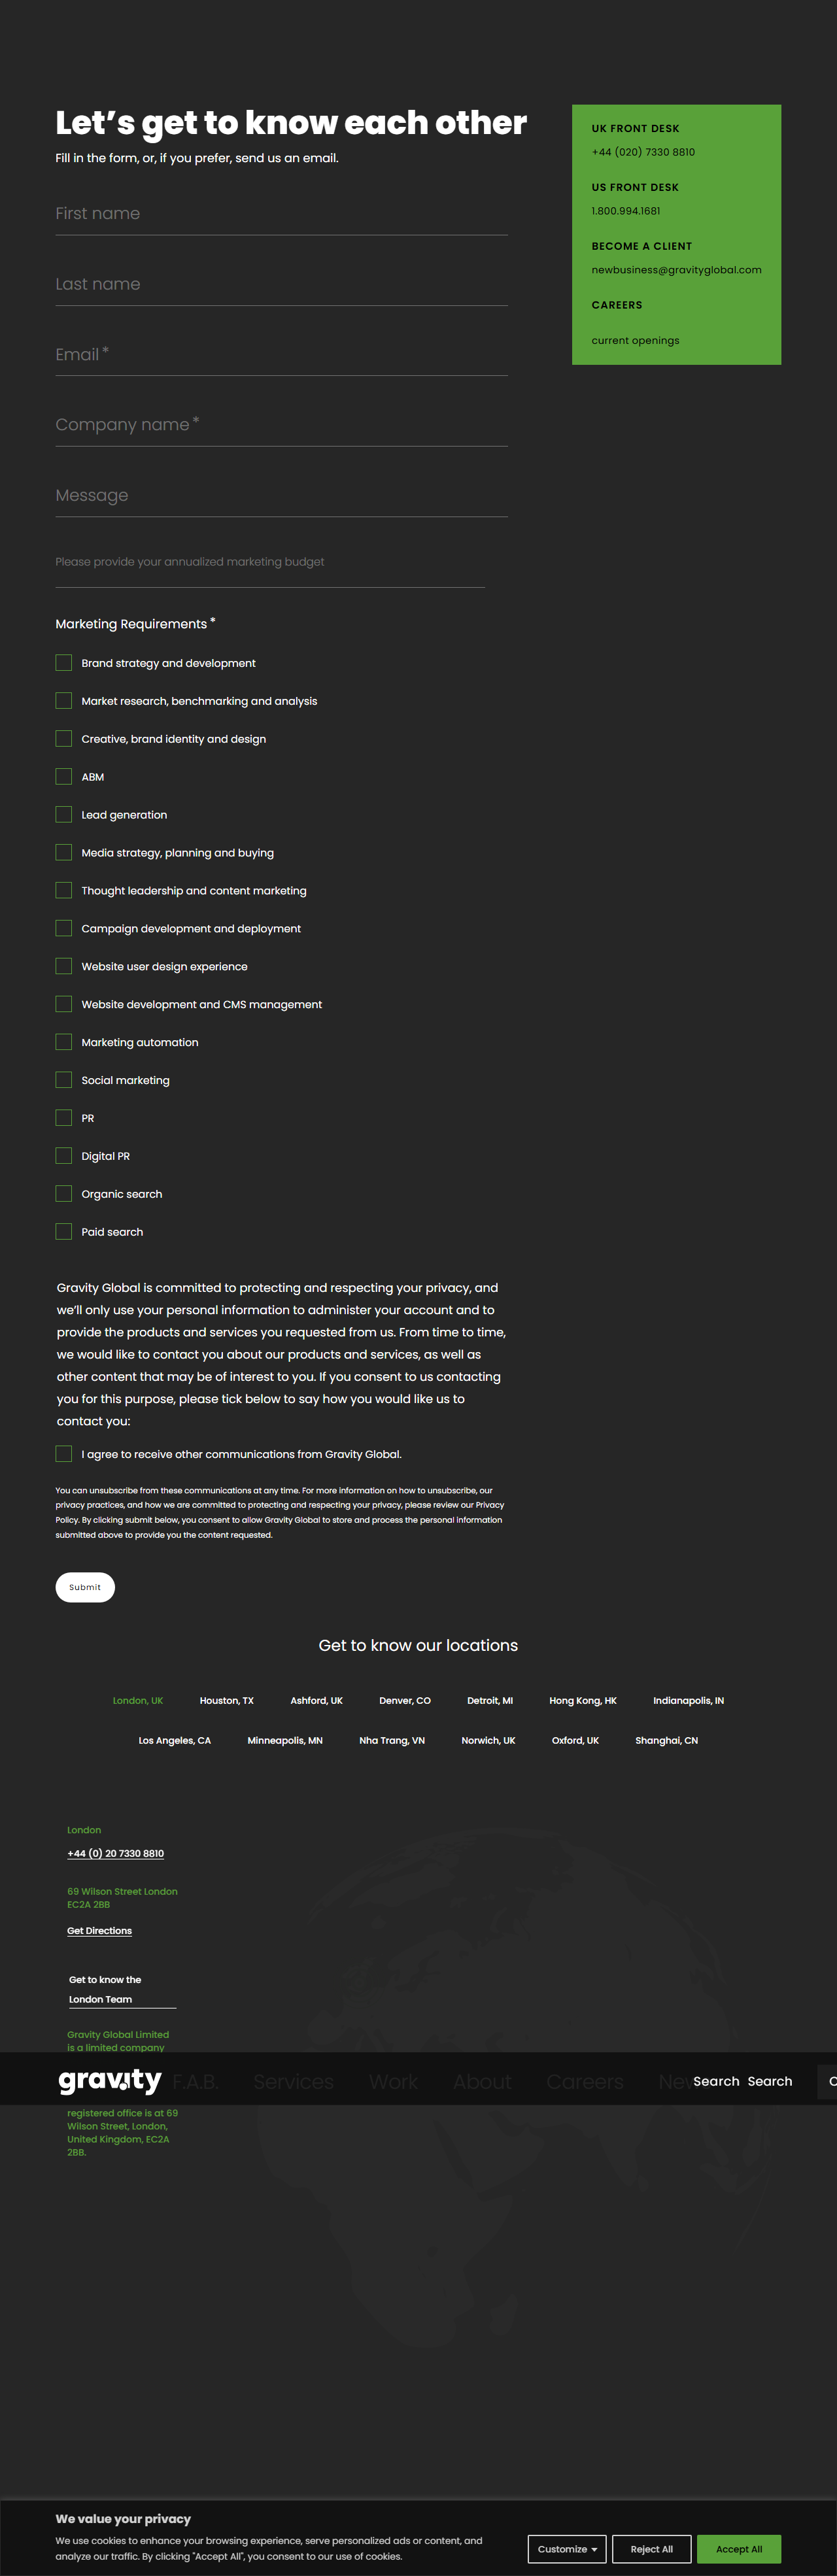 Let’s get to know each other
Fill in the form, or, if you prefer, send us an email.
First name
Last name
Email*
Company name*
Message
Please provide your annualized marketing budget
UK FRONT DESK
+44 (020) 7330 8810
US FRONT DESK
1.800.994.1681
BECOME A CLIENT
newbusiness@gravityglobal.com
CAREERS
current openings
Marketing Requirements*
Brand strategy and development
Market research, benchmarking and analysis
Creative, brand identity and design
ABM
Lead generation
Media strategy, planning and buying
Thought leadership and content marketing
Campaign development and deployment
Website user design experience
Website development and CMS management
Marketing automation
Social marketing
PR
Digital PR
Organic search
Paid search
Gravity Global is committed to protecting and respecting your privacy, and
we’ll only use your personal information to administer your account and to
provide the products and services you requested from us. From time to time,
we would like to contact you about our products and services, as well as
other content that may be of interest to you. If you consent to us contacting
you for this purpose, please tick below to say how you would like us to
contact you:
I agree to receive other communications from Gravity Global.
You can unsubscribe from these communications at any time. For more information on how to unsubscribe, our
privacy practices, and how we are committed to protecting and respecting your privacy, please review our Privacy
Policy. By clicking submit below, you consent to allow Gravity Global to store and process the personal information
submitted above to provide you the content requested.
Submit
Get to know our locations
London, UK Houston, TX Ashford, UK Denver, CO Detroit, MI Hong Kong, HK Indianapolis, IN
Los Angeles, CA Minneapolis, MN Nha Trang, VN Norwich, UK Oxford, UK Shanghai, CN
London
+44 (0) 20 7330 8810
69 Wilson Street London
EC2A 2BB
Get Directions
Get to know the
London Team
Gravity Global Limited
is a limited company
gravity F.A.B. Services Work About Careers News Search Search
registered office is at 69
Wilson Street, London,
United Kingdom, EC2A
2BB.
We value your privacy
We use cookies to enhance your browsing experience, serve personalized ads or content, and
analyze our traffic. By clicking "Accept All", you consent to our use of cookies.
Customize Reject All Accept All